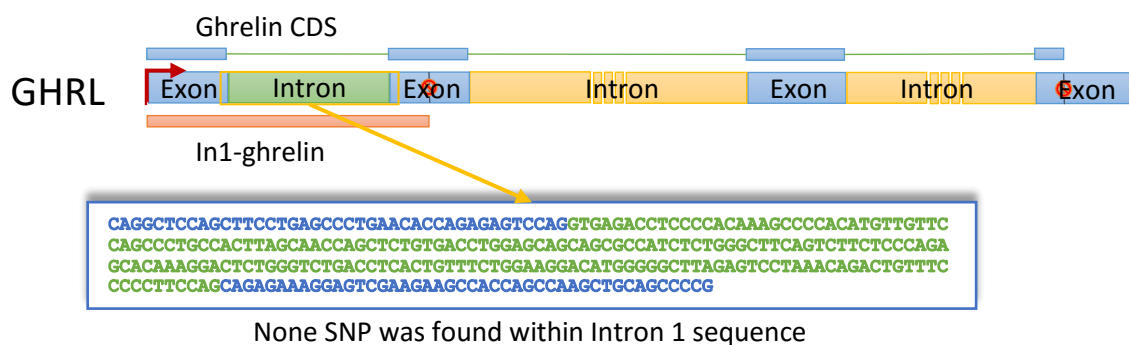 Ghrelin CDS
GHRL Exon Intron Exon Intron Exon Intron Exon
In1-ghrelin
CAGGCTCCAGCTTCCTGAGCCCTGAACACCAGAGAGTCCAGGTGAGACCTCCCCACAAAGCCCCACATGTTGTTC
CAGCCCTGCCACTTAGCAACCAGCTCTGTGACCTGGAGCAGCAGCGCCATCTCTGGGCTTCAGTCTTCTCCCAGA
GCACAAAGGACTCTGGGTCTGACCTCACTGTTTCTGGAAGGACATGGGGGCTTAGAGTCCTAAACAGACTGTTTC
CCCCTTCCAGCAGAGAAAGGAGTCGAAGAAGCCACCAGCCAAGCTGCAGCCCCG
None SNP was found within Intron 1 sequence